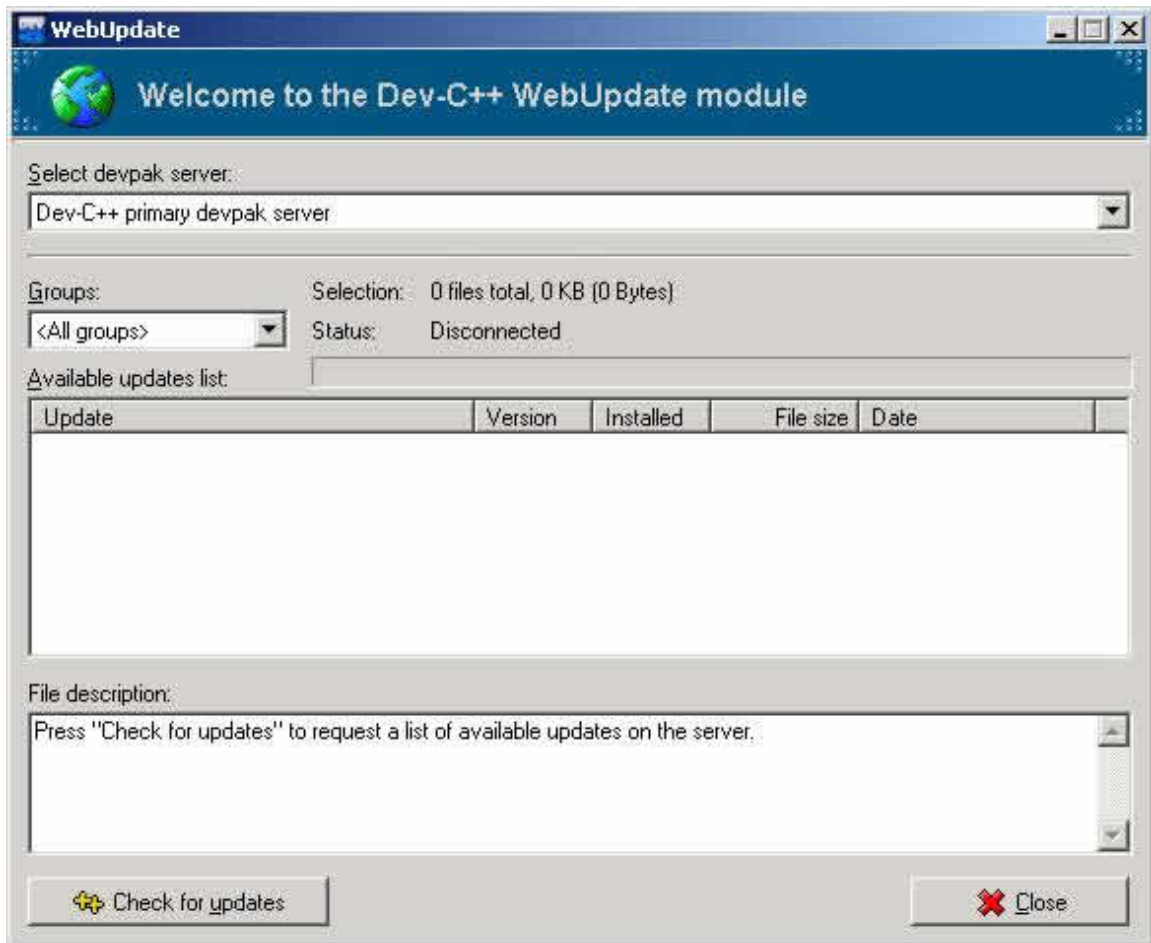 WebUpdate
Welcome to the Dev-C++ WebUpdate module
Select devpak server:
Dev-C++ primary devpak server
Groups:
Selection: 0 files total, 0 KB (0 Bytes)
<All groups>
Status: Disconnected
Available updates list:
Update Version Installed File size Date
File description:
Press "Check for updates" to request a list of available updates on the server.
Check for updates Close